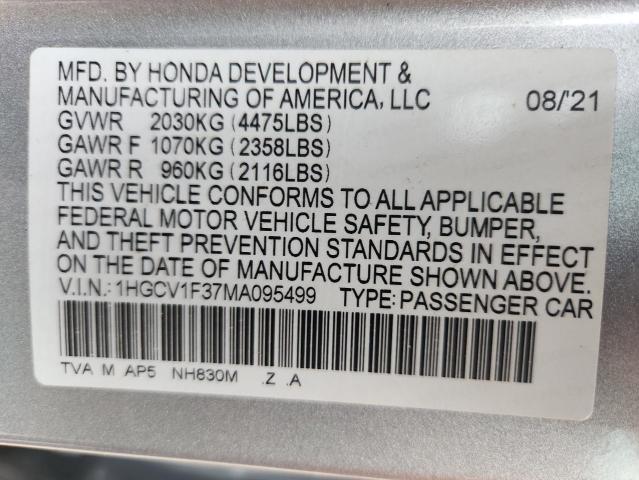 MFD. BY HONDA DEVELOPMENT &
MANUFACTURING OF AMERICA, LLC 08/'21
GVWR 2030KG (4475LBS)
GAWR F 1070KG (2358LBS)
GAWR R 960KG (2116LBS)
THIS VEHICLE CONFORMS TO ALL APPLICABLE
FEDERAL MOTOR VEHICLE SAFETY, BUMPER,
AND THEFT PREVENTION STANDARDS IN EFFECT
ON THE DATE OF MANUFACTURE SHOWN ABOVE.
V.I.N.: 1HGCV1F37MA095499 TYPE: PASSENGER CAR
TVA M AP5 NH830M .Z .A